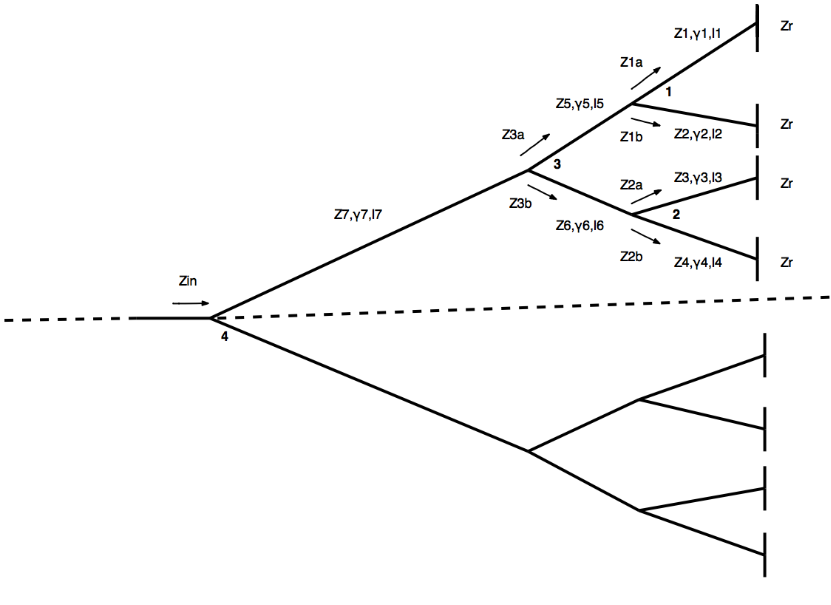 Z1,γ1,l1
Zr
Z1a
1
Z5,γ5,l5
Zr
Z3a
Z1b
Z2,γ2,l2
3
Z2a
Z3,γ3,l3
Zr
Z3b
Z7,γ7,l7
2
Z6,γ6,l6
Z2b
Z4,γ4,l4
Zr
Zin
4